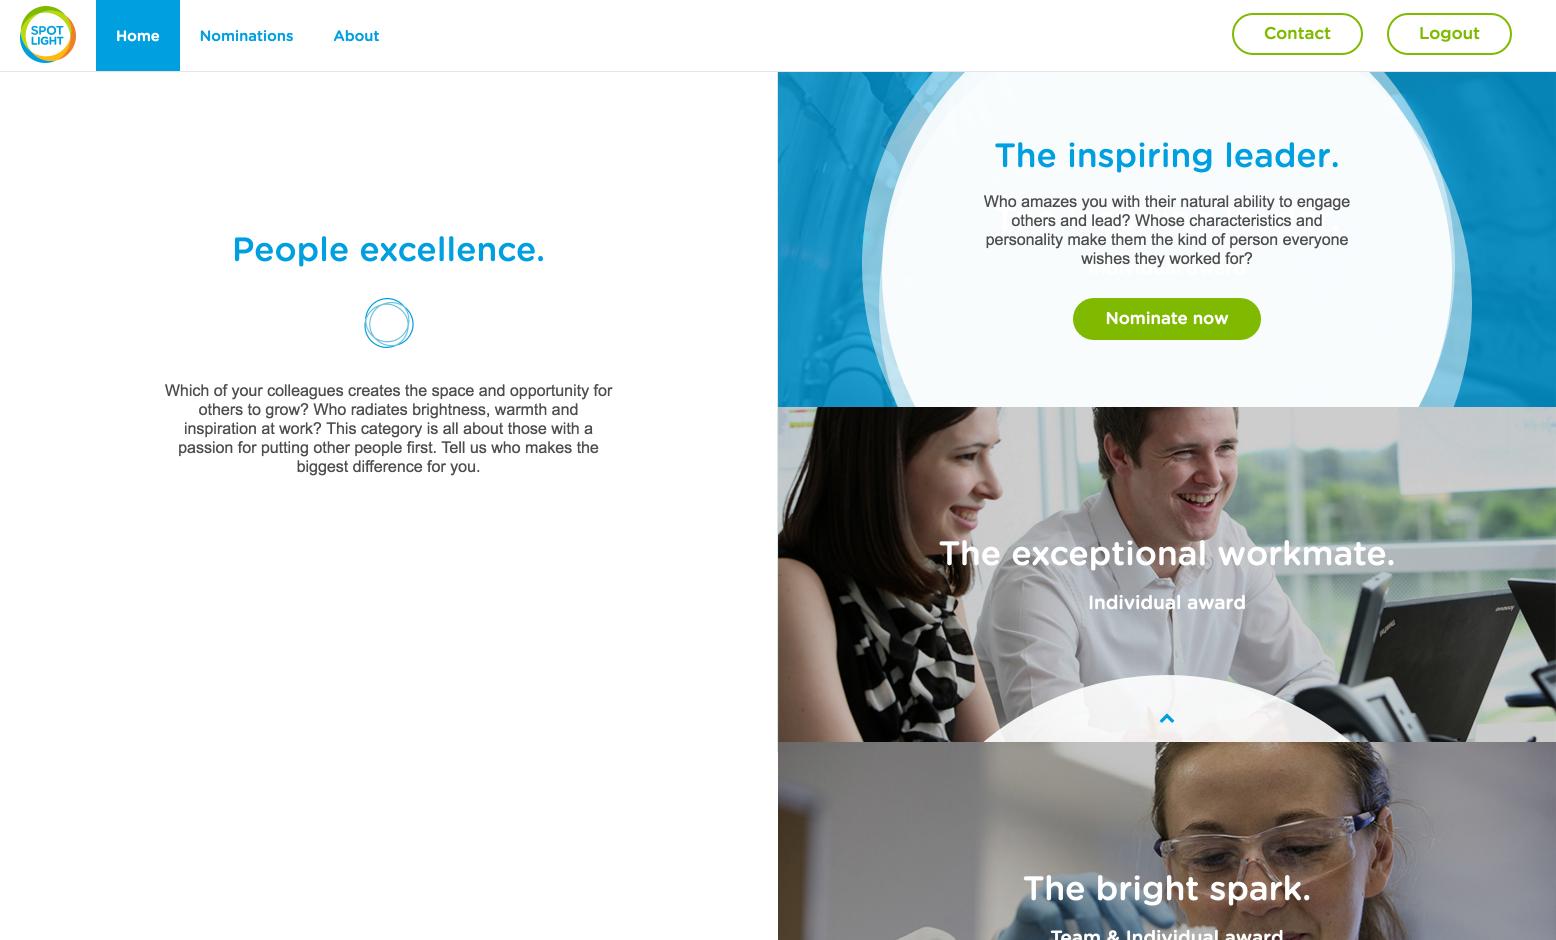 SPOT
LIGHT
Home
Nominations
About
Contact
Logout
People excellence.
Which of your colleagues creates the space and opportunity for
others to grow? Who radiates brightness, warmth and
inspiration at work? This category is all about those with a
passion for putting other people first. Tell us who makes the
biggest difference for you.
The inspiring leader.
Who amazes you with their natural ability to engage
others and lead? Whose characteristics and
personality make them the kind of person everyone
wishes they worked for?
Individual award
Nominate now
The exceptional workmate.
Individual award
The bright spark.
Team & Individual award